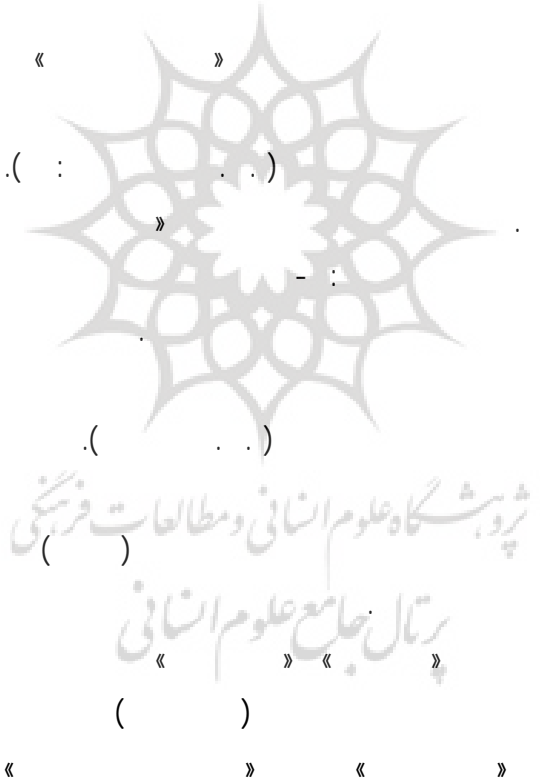 « »
( . . : ).
. »
: –
.
( . . ).
پژوهشگاه علوم انسانی و مطالعات فرهنگی
( )
.
پرتال جامع علوم انسانی
« » « »
( )
« » « »